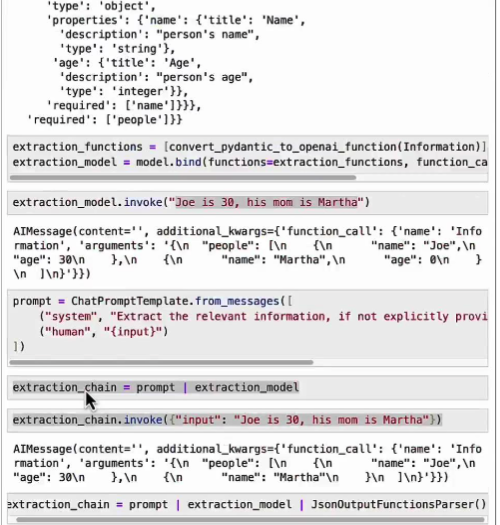 'type': 'object',
'properties': {'name': {'title': 'Name',
'description': "person's name",
'type': 'string'},
'age': {'title': 'Age',
'description': "person's age",
'type': 'integer'}},
'required': ['name']}}},
'required': ['people']}}
extraction_functions = [convert_pydantic_to_openai_function(Information)]
extraction_model = model.bind(functions=extraction_functions, function_ca
extraction_model.invoke("Joe is 30, his mom is Martha")
AIMessage(content='', additional_kwargs={'function_call': {'name': 'Info
rmation', 'arguments': '{\n  "people": [\n    {\n      "name": "Joe",\n
"age": 30\n    },\n    {\n      "name": "Martha",\n      "age": 0\n    }
\n  ]\n}'}})
prompt = ChatPromptTemplate.from_messages([
("system", "Extract the relevant information, if not explicitly provi
("human", "{input}")
])
extraction_chain = prompt | extraction_model
extraction_chain.invoke({"input": "Joe is 30, his mom is Martha"})
AIMessage(content='', additional_kwargs={'function_call': {'name': 'Info
rmation', 'arguments': '{\n  "people": [\n    {\n      "name": "Joe",\n
"age": 30\n    },\n    {\n      "name": "Martha"\n    }\n  ]\n}'}})
extraction_chain = prompt | extraction_model | JsonOutputFunctionsParser()